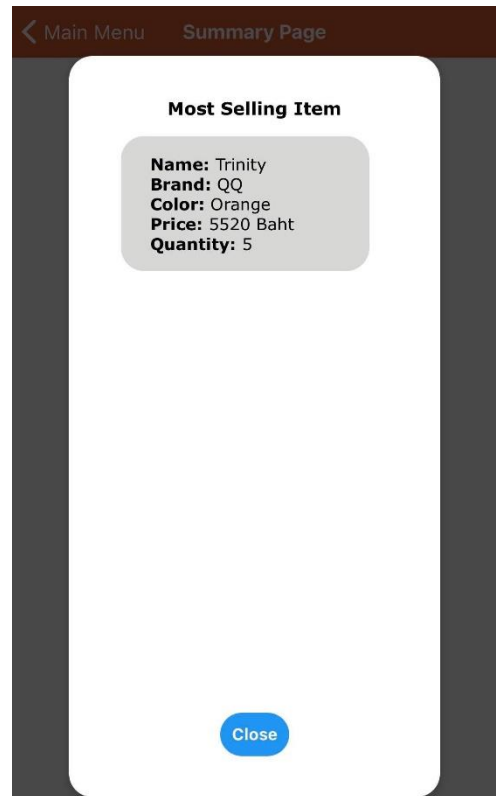 Main Menu Summary Page
Most Selling Item
Name: Trinity
Brand: QQ
Color: Orange
Price: 5520 Baht
Quantity: 5
Close